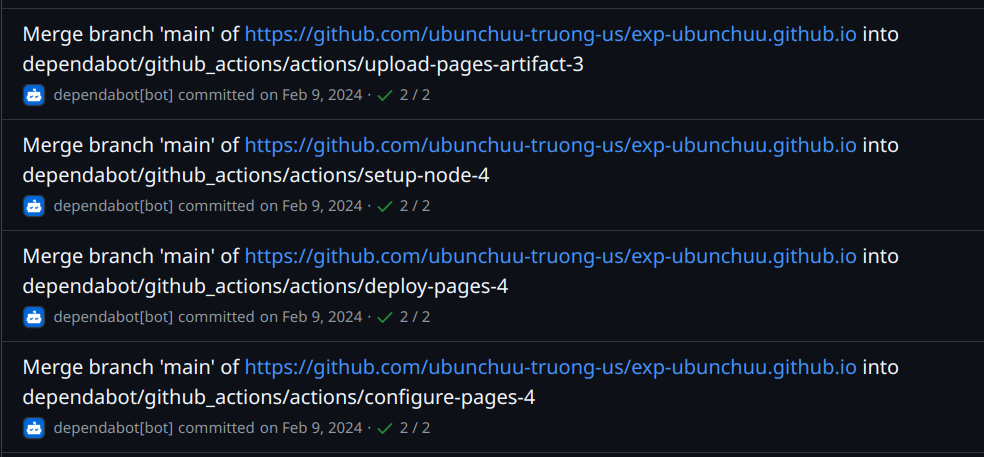 Merge branch 'main' of https://github.com/ubunchuu-truong-us/exp-ubunchuu.github.io into
dependabot/github_actions/actions/upload-pages-artifact-3
dependabot[bot] committed on Feb 9, 2024 · ✓ 2 / 2
Merge branch 'main' of https://github.com/ubunchuu-truong-us/exp-ubunchuu.github.io into
dependabot/github_actions/actions/setup-node-4
dependabot[bot] committed on Feb 9, 2024 · ✓ 2 / 2
Merge branch 'main' of https://github.com/ubunchuu-truong-us/exp-ubunchuu.github.io into
dependabot/github_actions/actions/deploy-pages-4
dependabot[bot] committed on Feb 9, 2024 · ✓ 2 / 2
Merge branch 'main' of https://github.com/ubunchuu-truong-us/exp-ubunchuu.github.io into
dependabot/github_actions/actions/configure-pages-4
dependabot[bot] committed on Feb 9, 2024 · ✓ 2 / 2